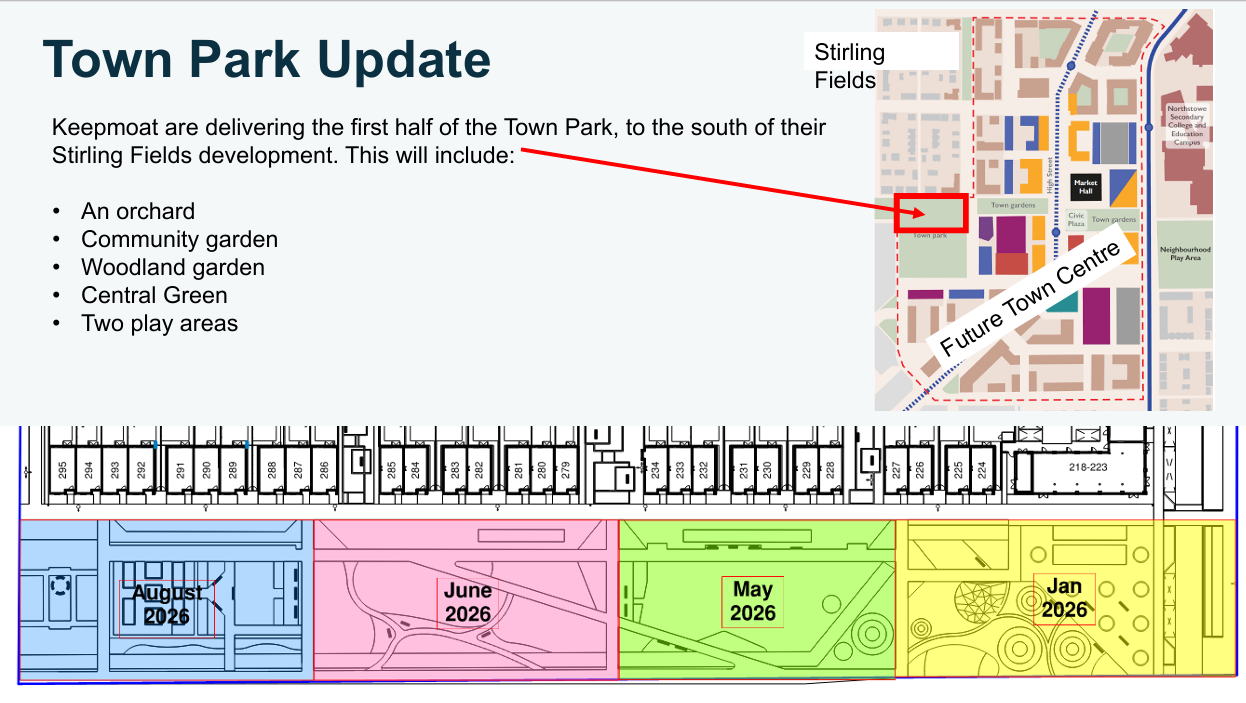 Town Park Update
Keepmoat are delivering the first half of the Town Park, to the south of their
Stirling Fields development. This will include:
• An orchard
• Community garden
• Woodland garden
• Central Green
• Two play areas
Stirling
Fields
Northstowe
Secondary
College and
Education
Campus
High Street
Market
Hall
Town gardens
Civic
Plaza
Town gardens
Town park
Neighbourhood
Play Area
Future Town Centre
295
294
293
292
291
290
289
288
287
286
285
284
283
282
281
280
279
234
233
232
231
230
229
228
227
226
225
224
218-223
August
2026
June
2026
May
2026
Jan
2026